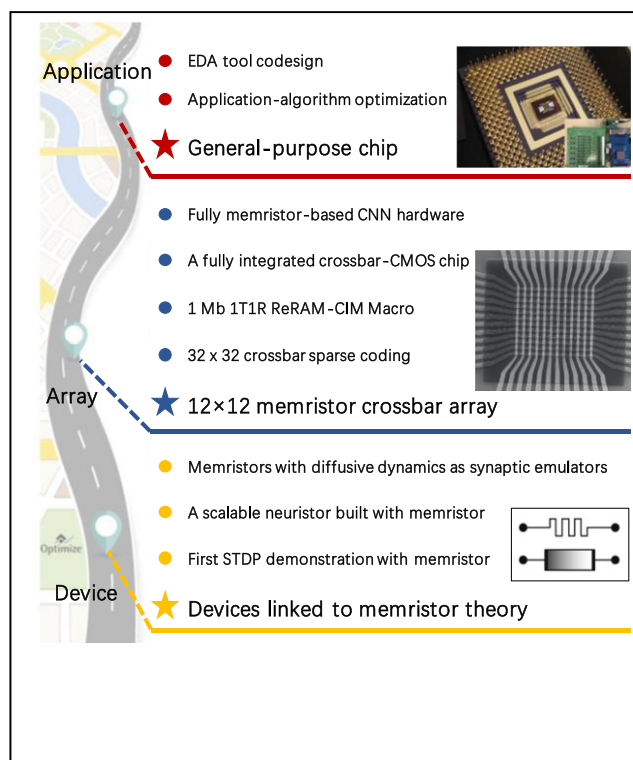 Application
EDA tool codesign
Application-algorithm optimization
General-purpose chip
Fully memristor-based CNN hardware
A fully integrated crossbar-CMOS chip
1 Mb 1T1R ReRAM-CIM Macro
32 x 32 crossbar sparse coding
Array
12×12 memristor crossbar array
Memristors with diffusive dynamics as synaptic emulators
A scalable neuristor built with memristor
Optimize
First STDP demonstration with memristor
Device
Devices linked to memristor theory